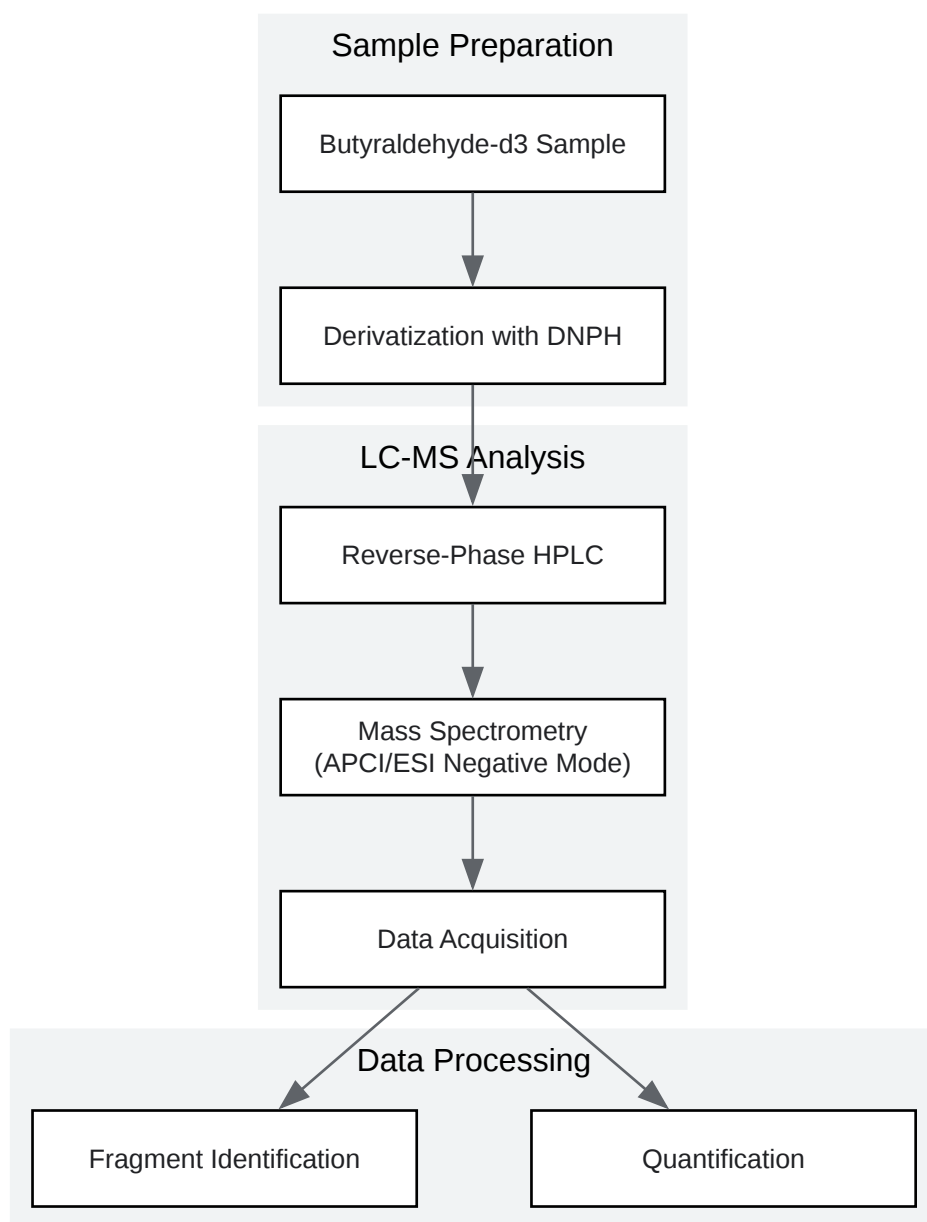 Sample Preparation
Butyraldehyde-d3 Sample
Derivatization with DNPH
LC-MS Analysis
Reverse-Phase HPLC
Mass Spectrometry
(APCI/ESI Negative Mode)
Data Acquisition
Data Processing
Fragment Identification
Quantification